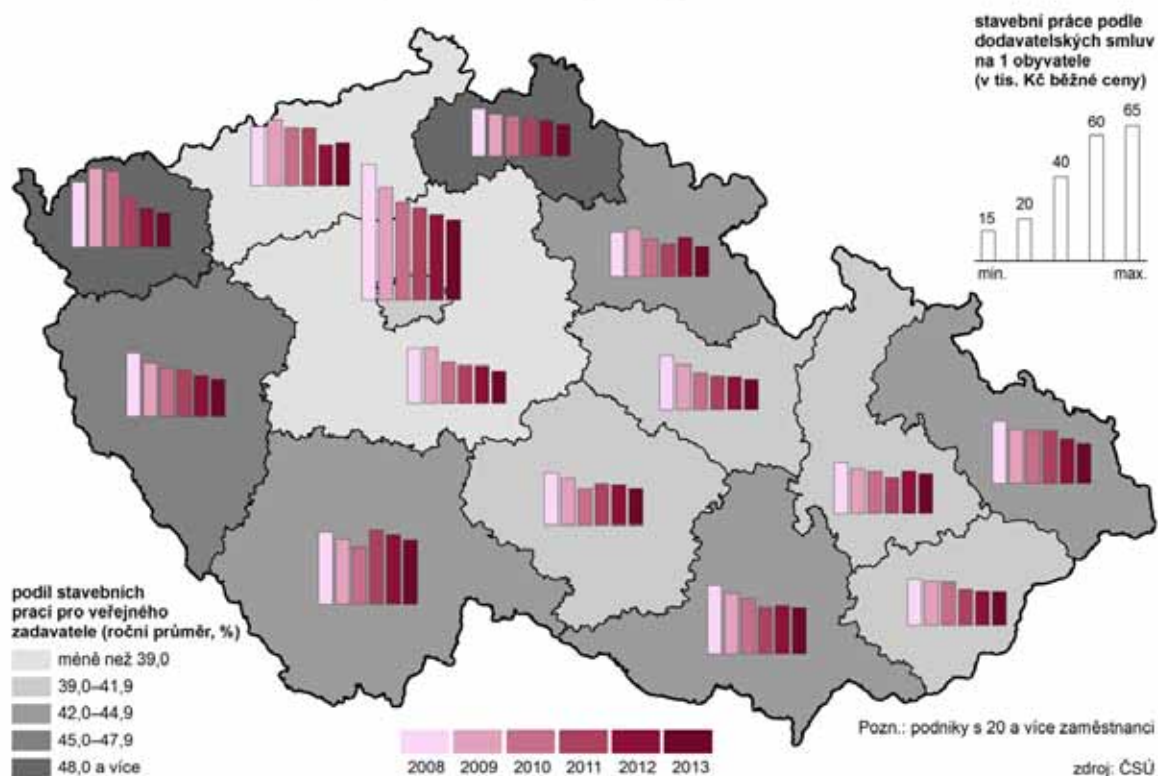 stavební práce podle
dodavatelských smluv
na 1 obyvatele
(v tis. Kč běžné ceny)
15 20 40 60 65
min. max.
podíl stavebních
prací pro veřejného
zadavatele (roční průměr, %)
méně než 39,0
39,0–41,9
42,0–44,9
45,0–47,9
48,0 a více
2008 2009 2010 2011 2012 2013
Pozn.: podniky s 20 a více zaměstnanci
zdroj: ČSÚ